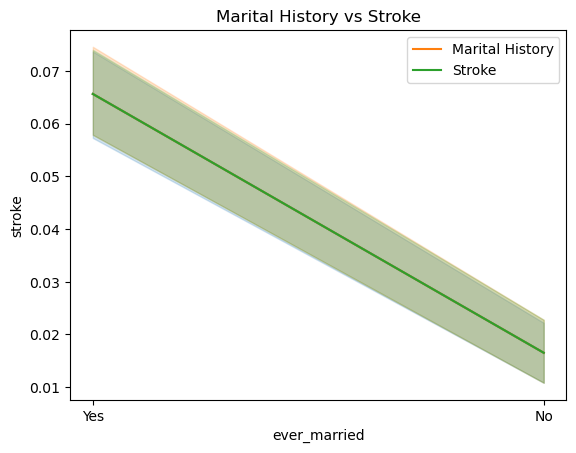 Marital History vs Stroke
Marital History
Stroke
0.07
0.06
0.05
0.04
0.03
0.02
0.01
stroke
Yes
No
ever_married